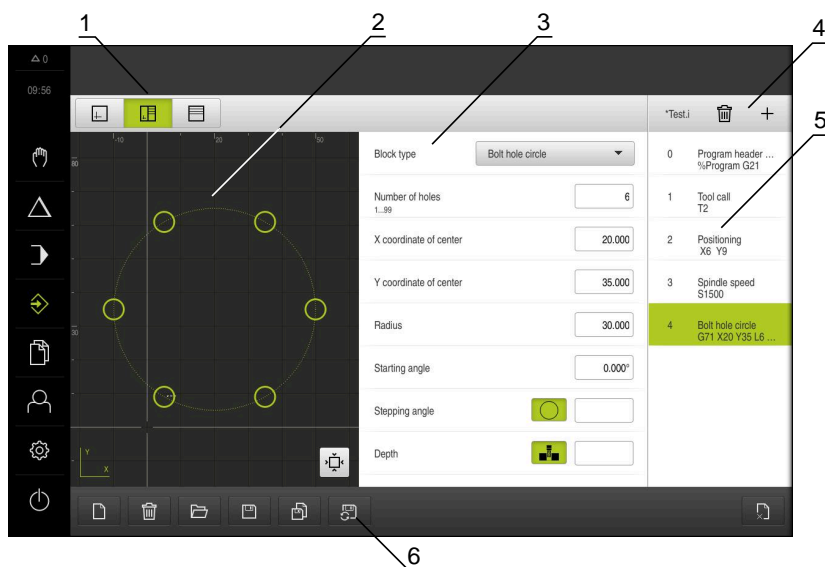 1
2
3
4
5
6
0
09:56
*Test.i
-10
20
50
80
30
Y
X
Block type
Bolt hole circle
Number of holes
1...99
6
X coordinate of center
20.000
Y coordinate of center
35.000
Radius
30.000
Starting angle
0.000°
Stepping angle
Depth
0 Program header ...
%Program G21
1 Tool call
T2
2 Positioning
X6 Y9
3 Spindle speed
S1500
4 Bolt hole circle
G71 X20 Y35 L6 ...